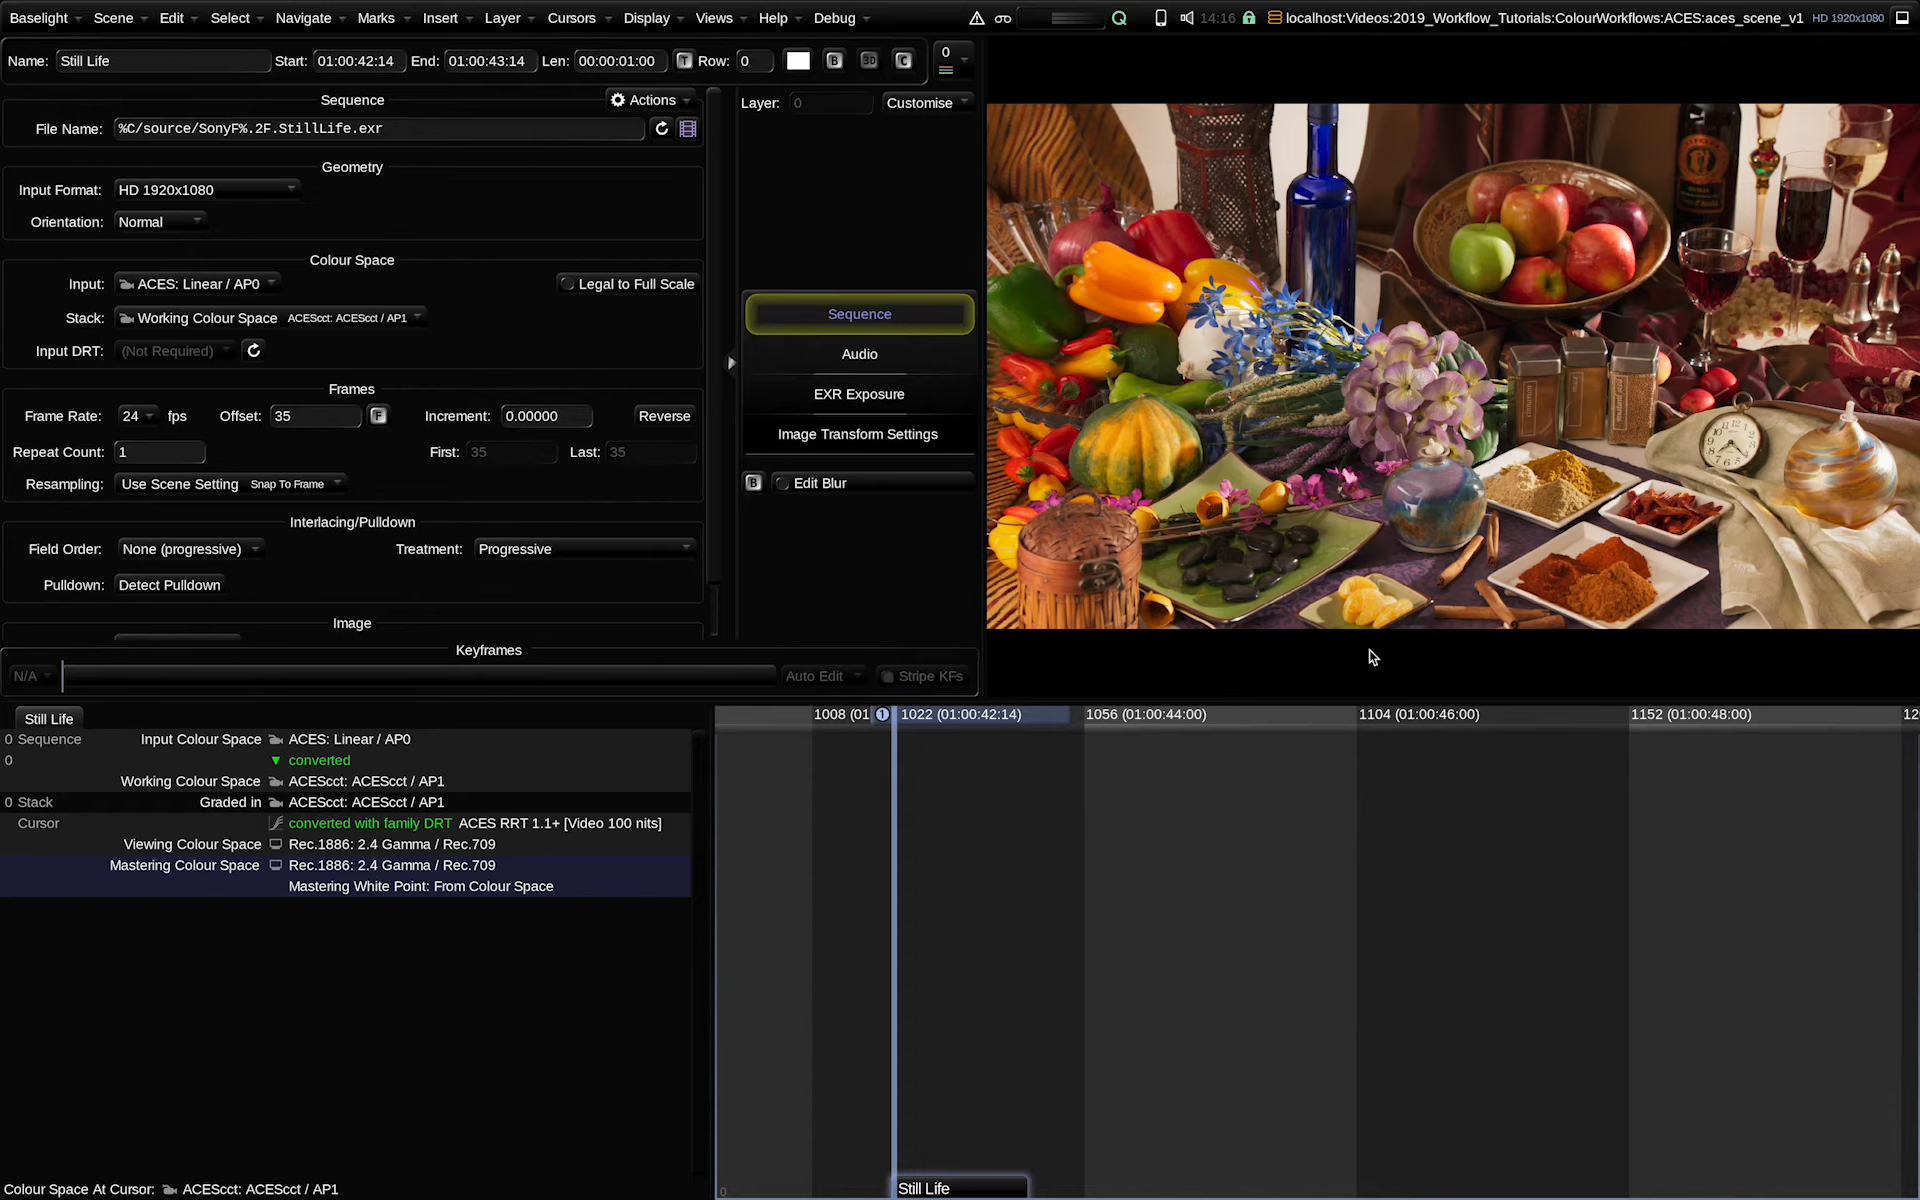 Baselight Scene Edit Select Navigate Marks Insert Layer Cursors Display Views Help Debug 14:16 localhost:Videos:2019_Workflow_Tutorials:ColourWorkflows:ACES:aces_scene_v1 HD 1920x1080
Name: Still Life Start: 01:00:42:14 End: 01:00:43:14 Len: 00:00:01:00 T Row: 0 B 3D C 0
Sequence Actions
File Name: %C/source/SonyF%.2F.StillLife.exr
Geometry
Input Format: HD 1920x1080
Orientation: Normal
Colour Space
Input: ACES: Linear / AP0 Legal to Full Scale
Stack: Working Colour Space ACEScct: ACEScct / AP1
Input DRT: (Not Required)
Frames
Frame Rate: 24 fps Offset: 35 F Increment: 0.00000 Reverse
Repeat Count: 1 First: 35 Last: 35
Resampling: Use Scene Setting Snap To Frame
Interlacing/Pulldown
Field Order: None (progressive) Treatment: Progressive
Pulldown: Detect Pulldown
Image
Layer: 0 Customise
Sequence
Audio
EXR Exposure
Image Transform Settings
B Edit Blur
Keyframes
N/A Auto Edit Stripe KFs
Still Life
0 Sequence Input Colour Space ACES: Linear / AP0
0 converted
Working Colour Space ACEScct: ACEScct / AP1
0 Stack Graded in ACEScct: ACEScct / AP1
Cursor converted with family DRT ACES RRT 1.1+ [Video 100 nits]
Viewing Colour Space Rec.1886: 2.4 Gamma / Rec.709
Mastering Colour Space Rec.1886: 2.4 Gamma / Rec.709
Mastering White Point: From Colour Space
Colour Space At Cursor: ACEScct: ACEScct / AP1
1008 (01 1 1022 (01:00:42:14) 1056 (01:00:44:00) 1104 (01:00:46:00) 1152 (01:00:48:00) 12
0 Still Life